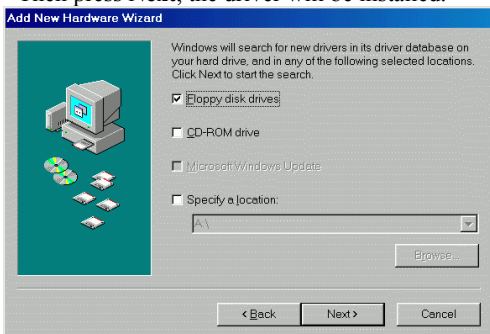 Then press Next, the driver will be installed.
Add New Hardware Wizard
Windows will search for new drivers in its driver database on
your hard drive, and in any of the following selected locations.
Click Next to start the search.
Floppy disk drives
CD-ROM drive
Microsoft Windows Update
Specify a location:
A:\
Browse...
< Back
Next >
Cancel